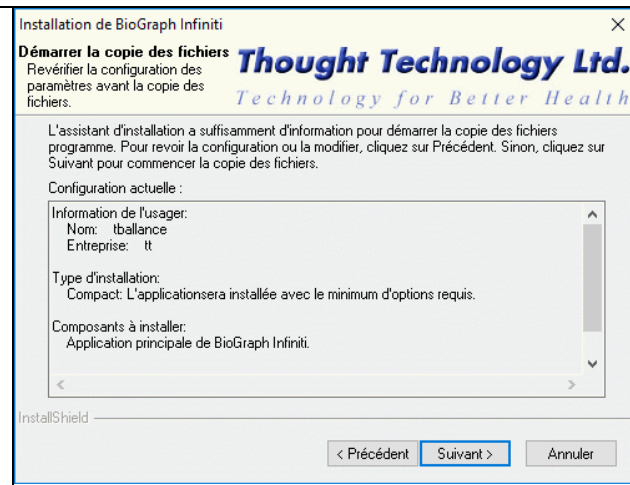 Installation de BioGraph Infiniti
Démarrer la copie des fichiers
Revérifier la configuration des
paramètres avant la copie des
fichiers.
Thought Technology Ltd.
Technology for Better Health
L'assistant d'installation a suffisamment d'information pour démarrer la copie des fichiers
programme. Pour revoir la configuration ou la modifier, cliquez sur Précédent. Sinon, cliquez sur
Suivant pour commencer la copie des fichiers.
Configuration actuelle :
Information de l'usager:
Nom: tballance
Entreprise: tt
Type d'installation:
Compact: L'applicationsera installée avec le minimum d'options requis.
Composants à installer:
Application principale de BioGraph Infiniti.
InstallShield
< Précédent
Suivant >
Annuler